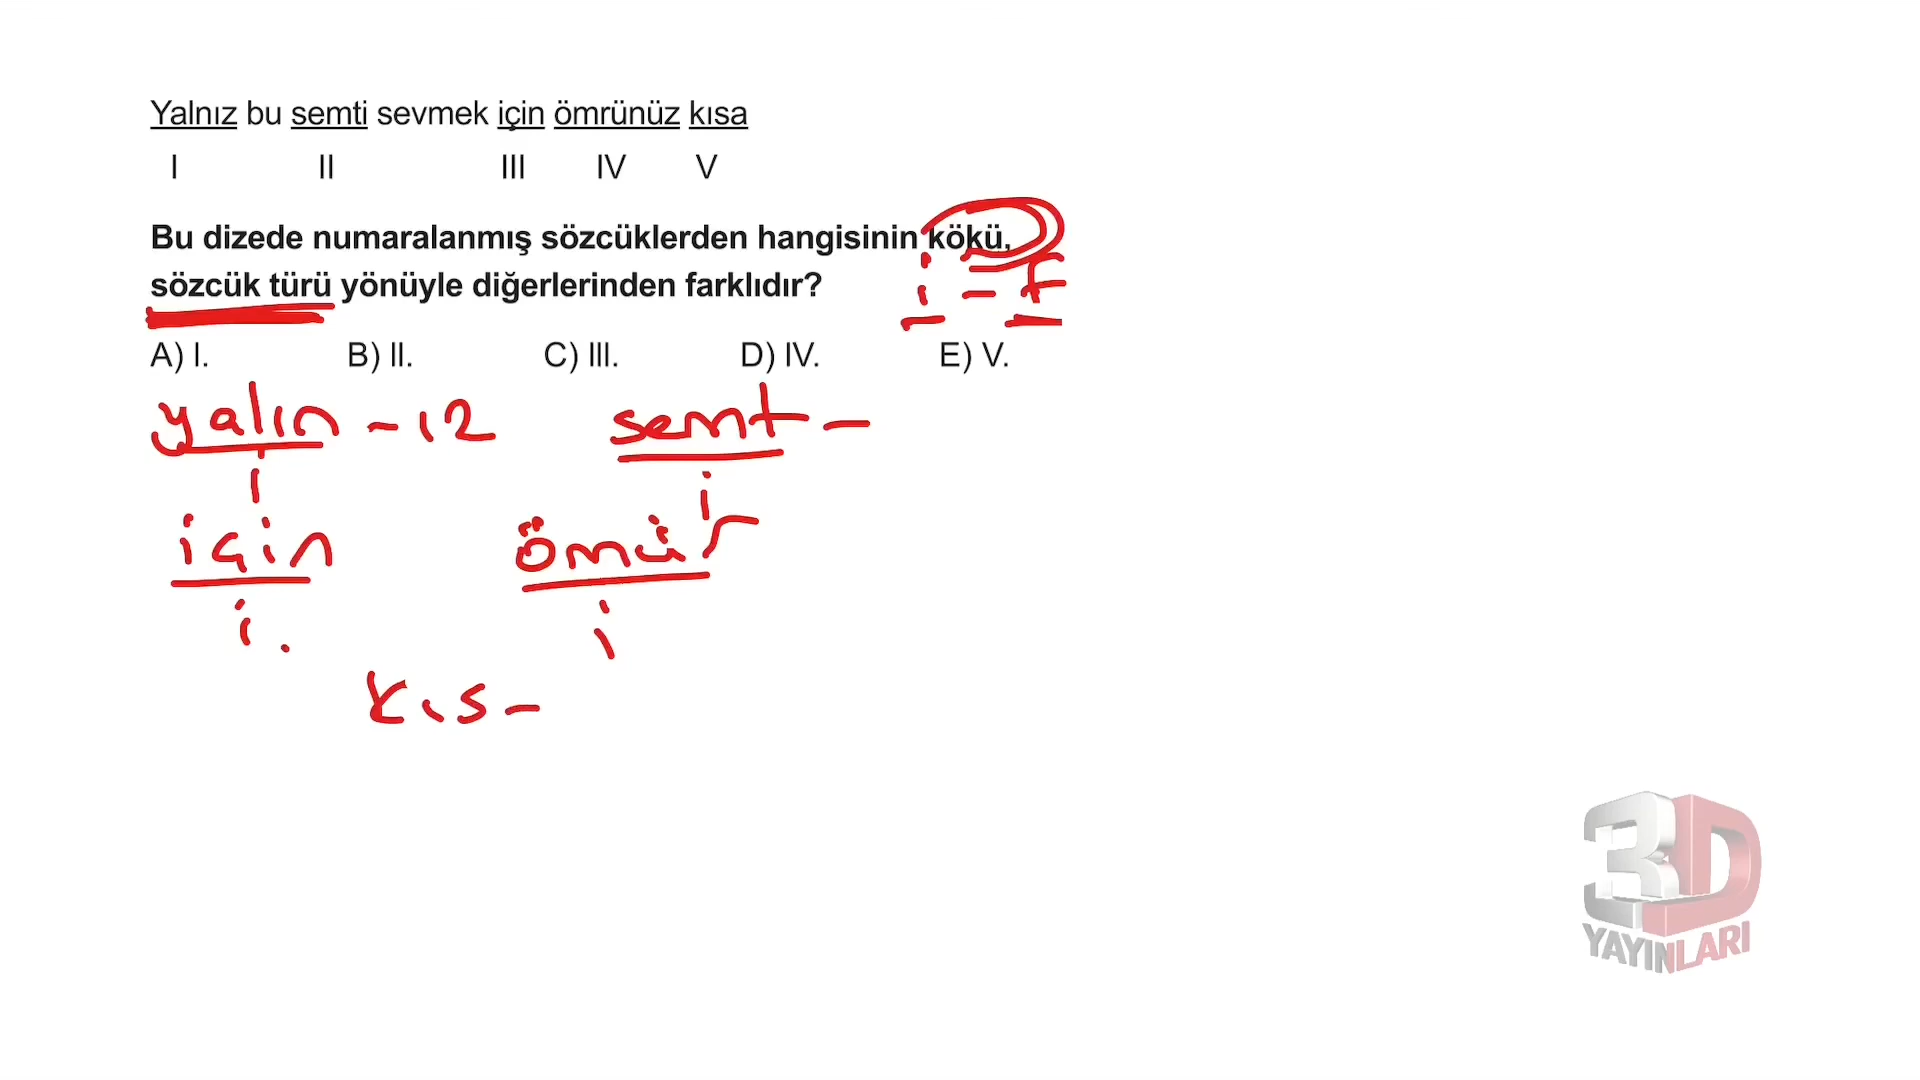 Yalnız bu semti sevmek için ömrünüz kısa
I II III IV V
Bu dizede numaralanmış sözcüklerden hangisinin kökü,
sözcük türü yönüyle diğerlerinden farklıdır?
i - f
A) I. B) II. C) III. D) IV. E) V.
yalın - ız semt -
i i
için ömür
i. i
kıs -
3D
YAYINLARI